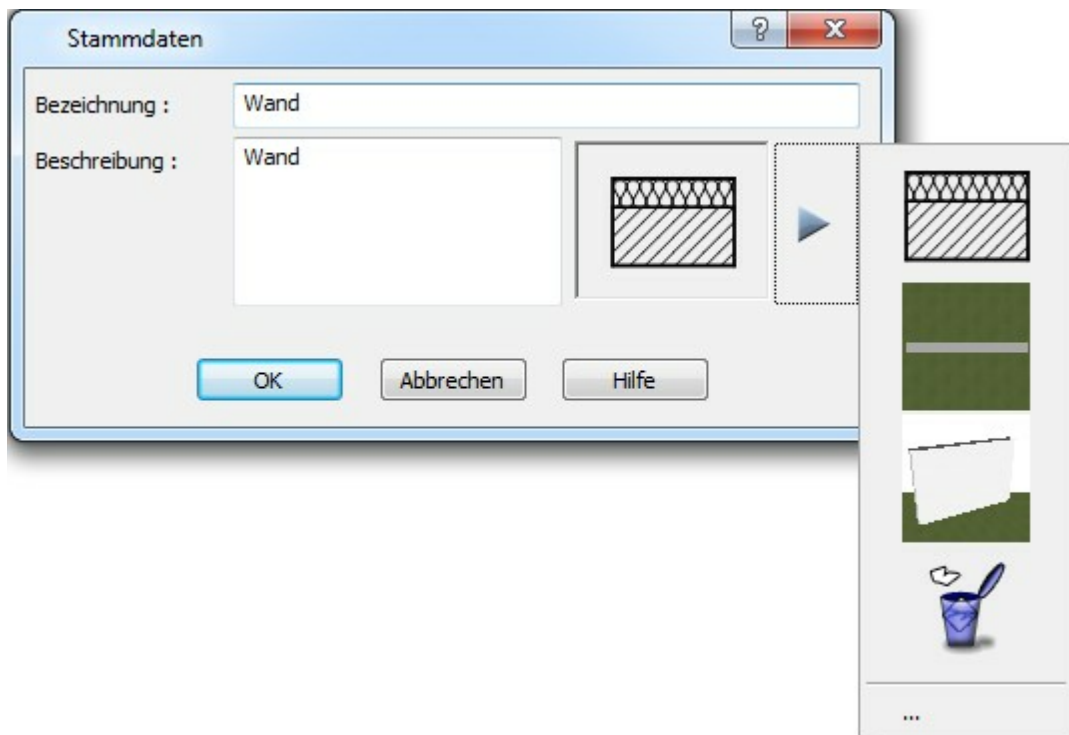 Stammdaten
Bezeichnung : Wand
Beschreibung : Wand
OK Abbrechen Hilfe
...